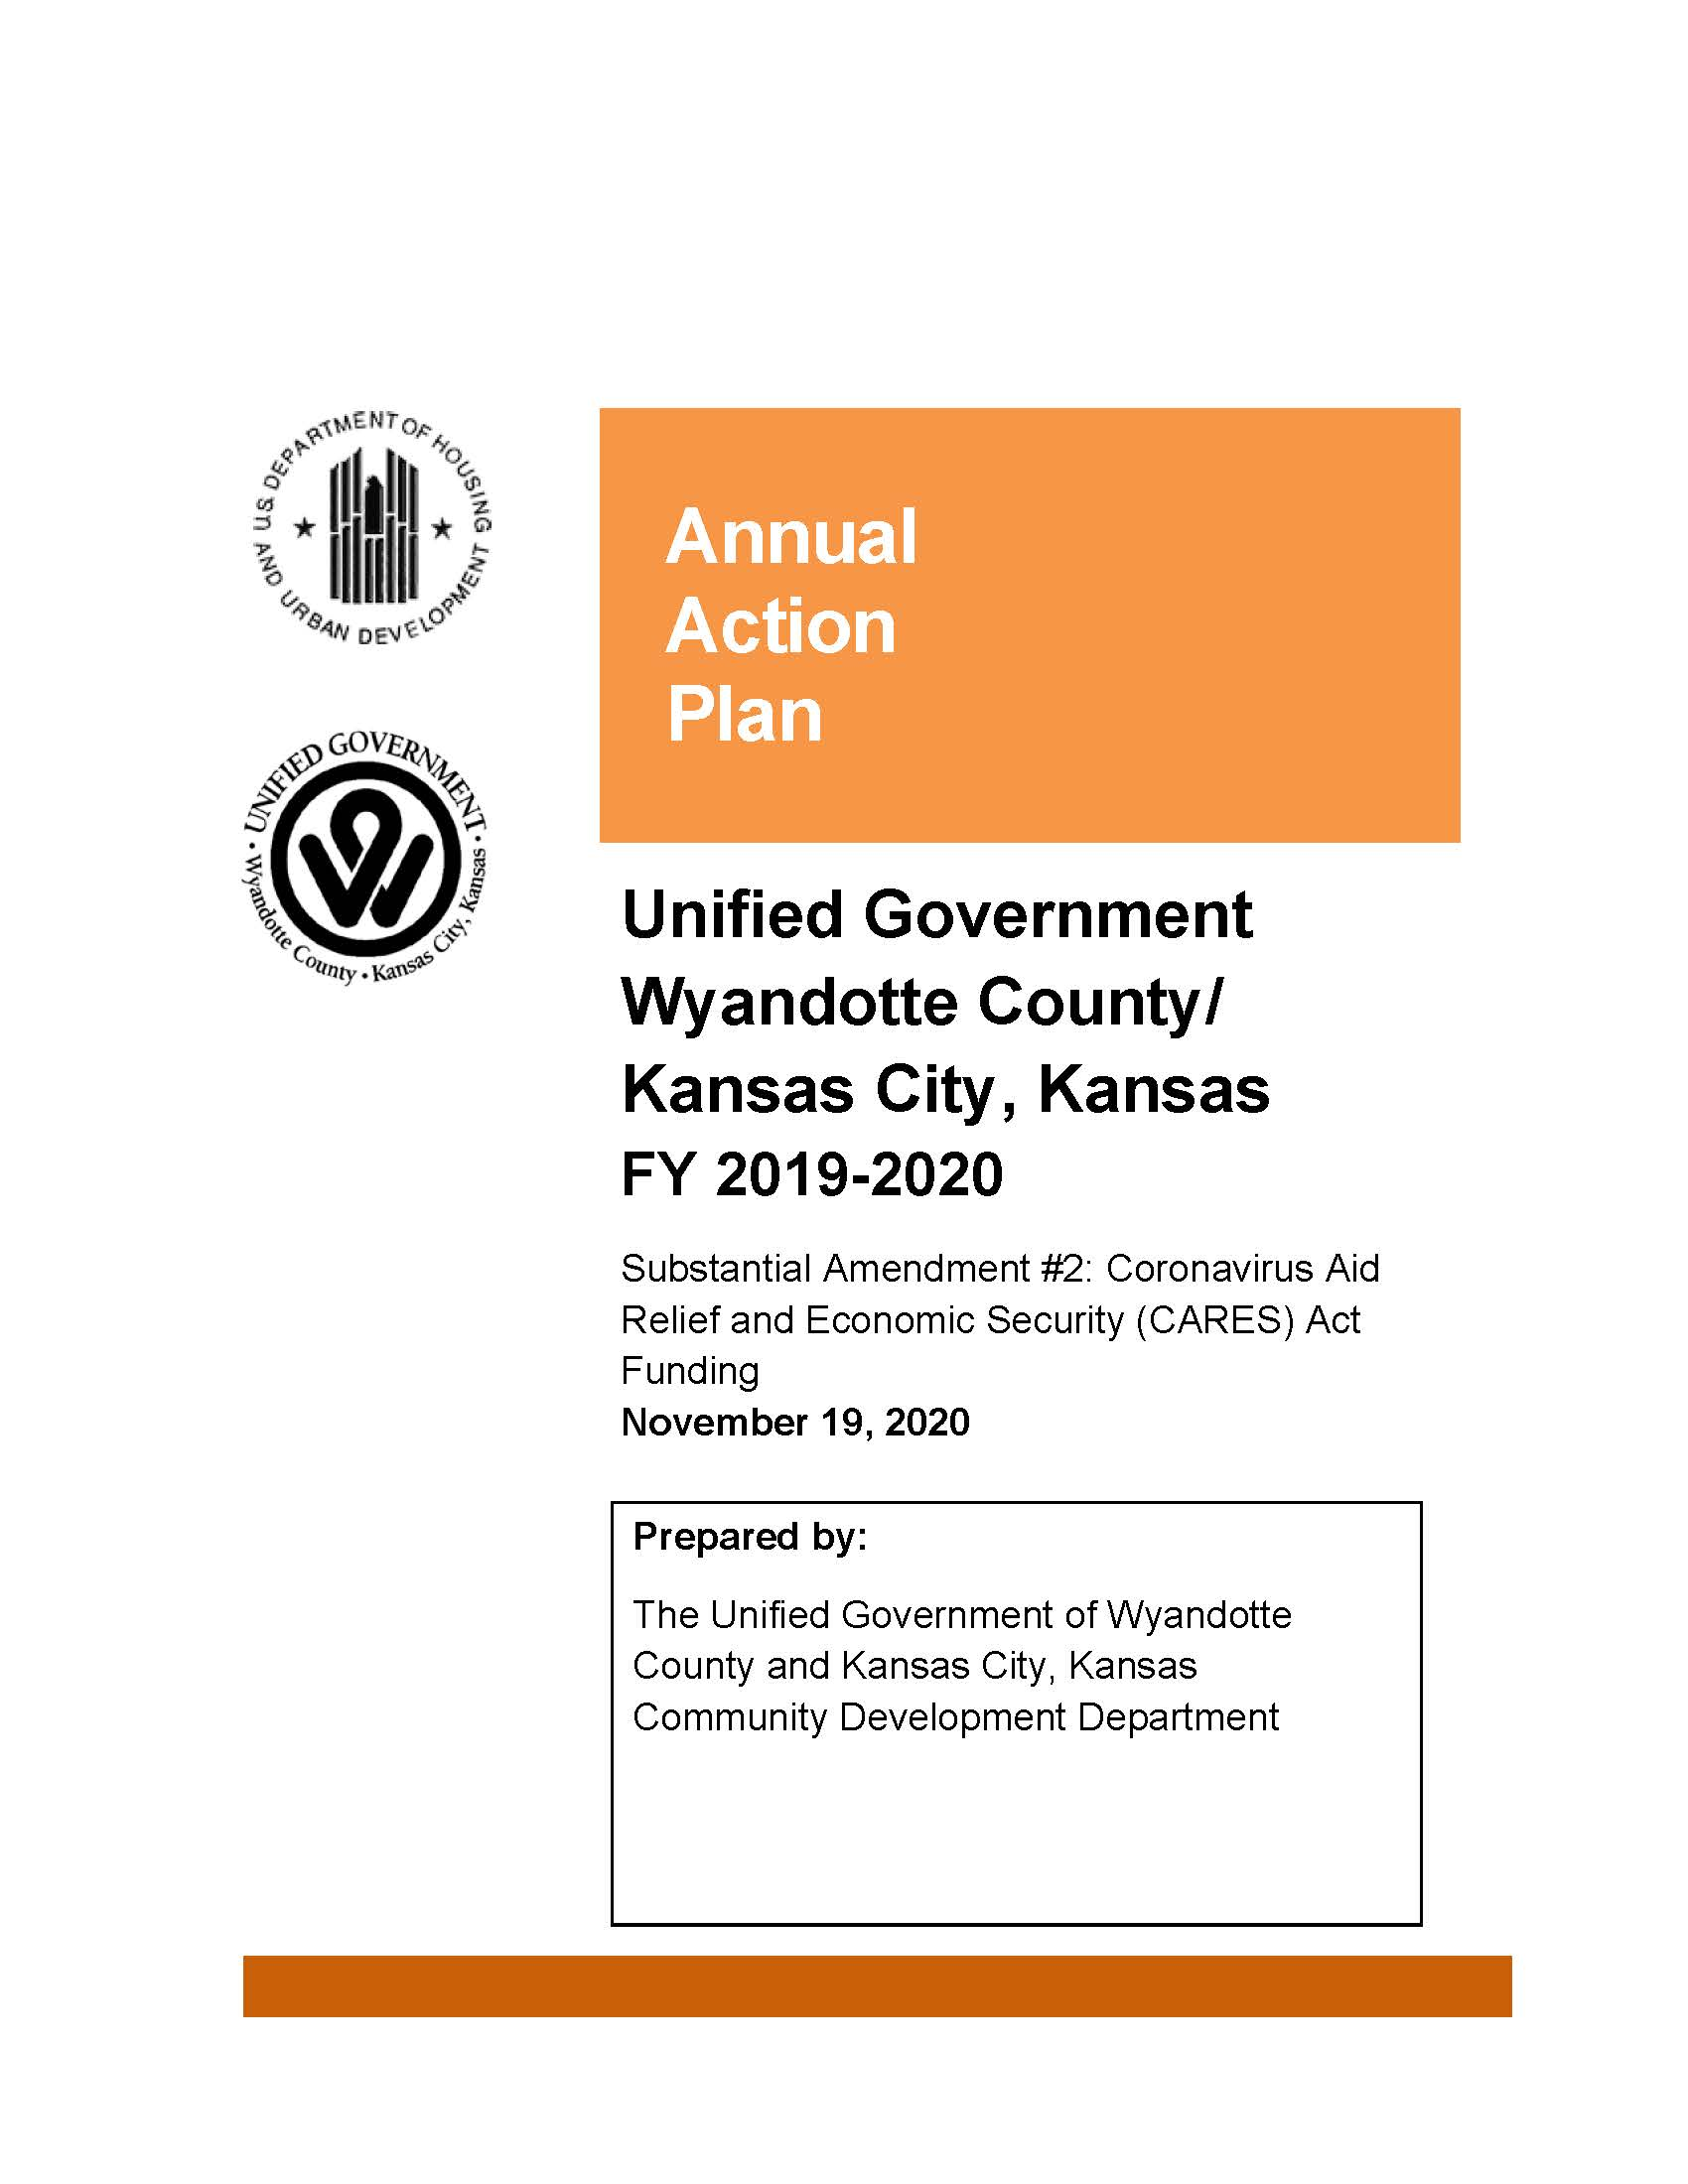 U.S. DEPARTMENT OF HOUSING
AND URBAN DEVELOPMENT
Annual
Action
Plan
UNIFIED GOVERNMENT
Wyandotte County • Kansas City, Kansas
Unified Government
Wyandotte County/
Kansas City, Kansas
FY 2019-2020
Substantial Amendment #2: Coronavirus Aid
Relief and Economic Security (CARES) Act
Funding
November 19, 2020
Prepared by:
The Unified Government of Wyandotte
County and Kansas City, Kansas
Community Development Department